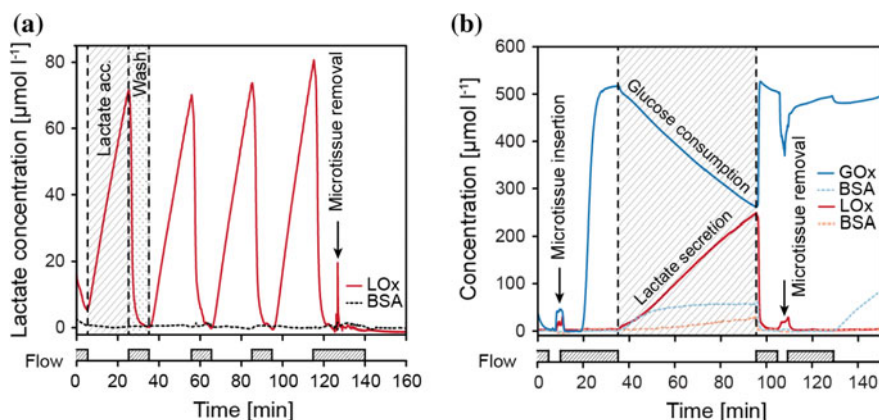 (a)
Lactate concentration [µmol l⁻¹]
80
60
40
20
0
Lactate acc.
Wash
Microtissue removal
LOx
BSA
Flow
0 20 40 60 80 100 120 140 160
Time [min]
(b)
Concentration [µmol l⁻¹]
600
500
400
300
200
100
0
Microtissue insertion
Glucose consumption
Lactate secretion
Microtissue removal
GOx
BSA
LOx
BSA
Flow
0 20 40 60 80 100 120 140 160
Time [min]